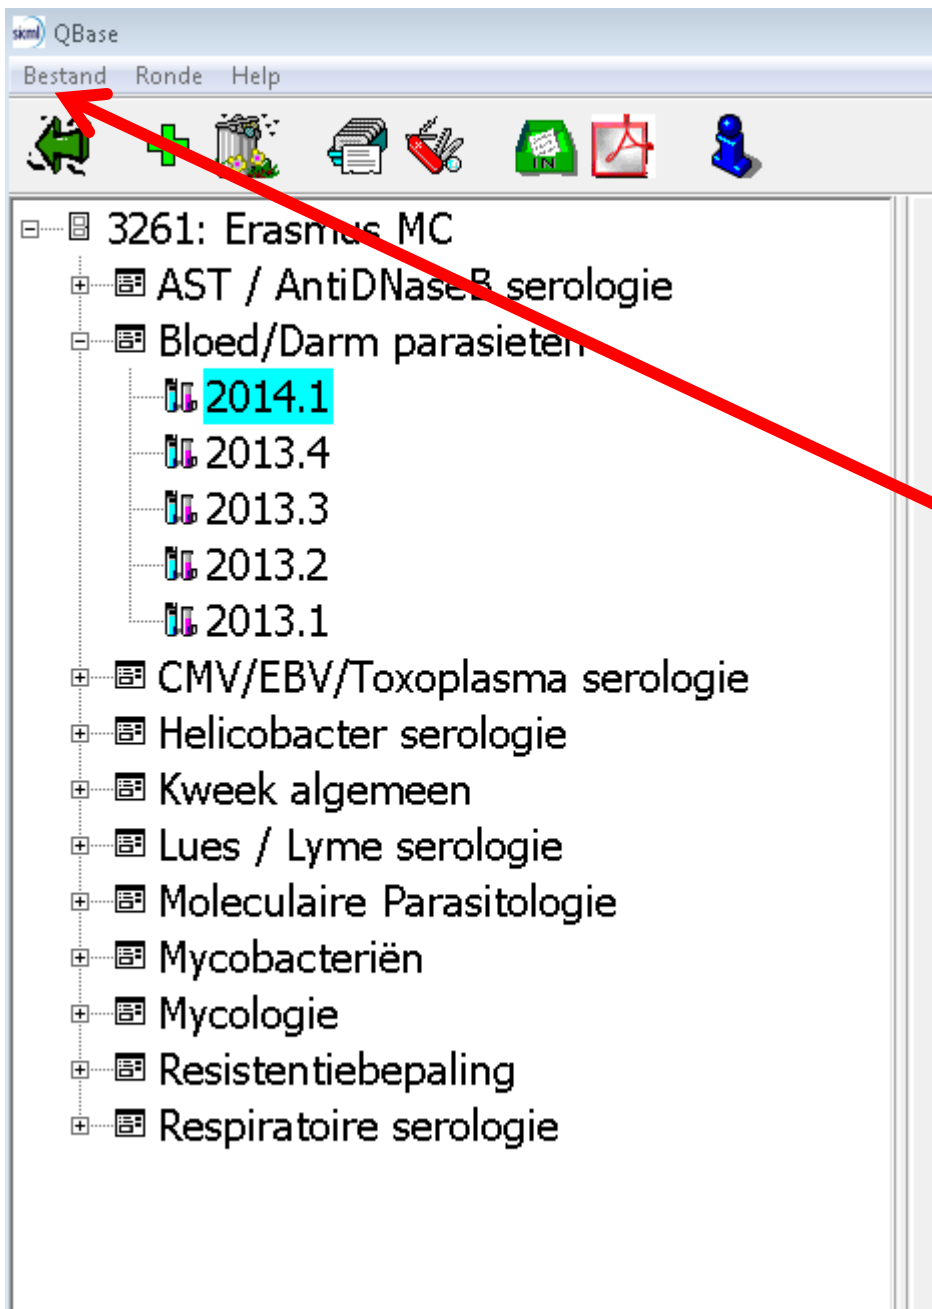 skml QBase
Bestand Ronde Help
IN
3261: Erasmus MC
AST / AntiDNaseB serologie
Bloed/Darm parasieten
2014.1
2013.4
2013.3
2013.2
2013.1
CMV/EBV/Toxoplasma serologie
Helicobacter serologie
Kweek algemeen
Lues / Lyme serologie
Moleculaire Parasitologie
Mycobacteriën
Mycologie
Resistentiebepaling
Respiratoire serologie